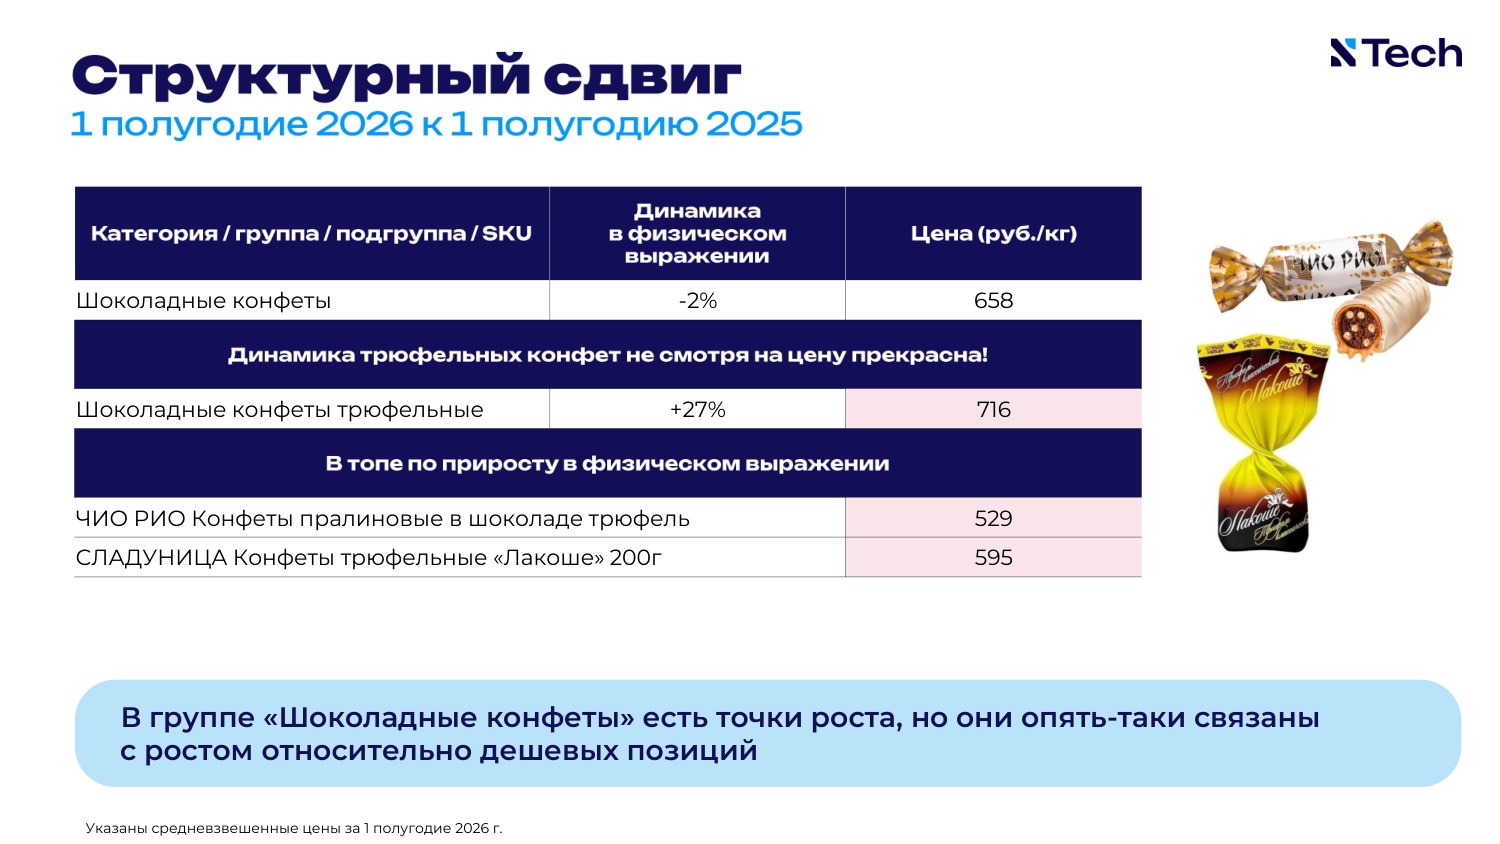 Структурный сдвиг
Tech
1 полугодие 2026 к 1 полугодию 2025
Категория / группа / подгруппа / SKU
Динамика
в физическом
выражении
Цена (руб./кг)
Шоколадные конфеты
-2%
658
Динамика трюфельных конфет не смотря на цену прекрасна!
Шоколадные конфеты трюфельные
+27%
716
В топе по приросту в физическом выражении
ЧИО РИО Конфеты пралиновые в шоколаде трюфель
529
СЛАДУНИЦА Конфеты трюфельные «Лакоше» 200г
595
ЧИО РИО
Лакоше
Лакоше
В группе «Шоколадные конфеты» есть точки роста, но они опять-таки связаны
с ростом относительно дешевых позиций
Указаны средневзвешенные цены за 1 полугодие 2026 г.